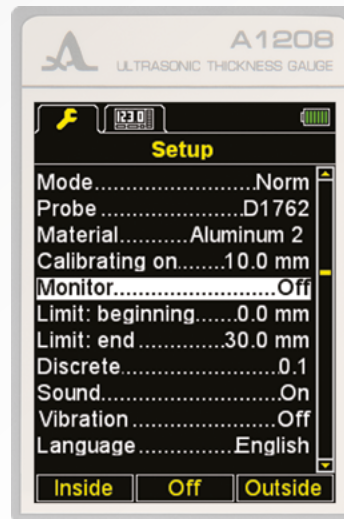 A1208
ULTRASONIC THICKNESS GAUGE
123.0
Setup
Mode.......................Norm
Probe......................D1762
Material...........Aluminum 2
Calibrating on.......10.0 mm
Monitor.........................Off
Limit: beginning......0.0 mm
Limit: end.............30.0 mm
Discrete........................0.1
Sound..........................On
Vibration......................Off
Language...............English
Inside Off Outside